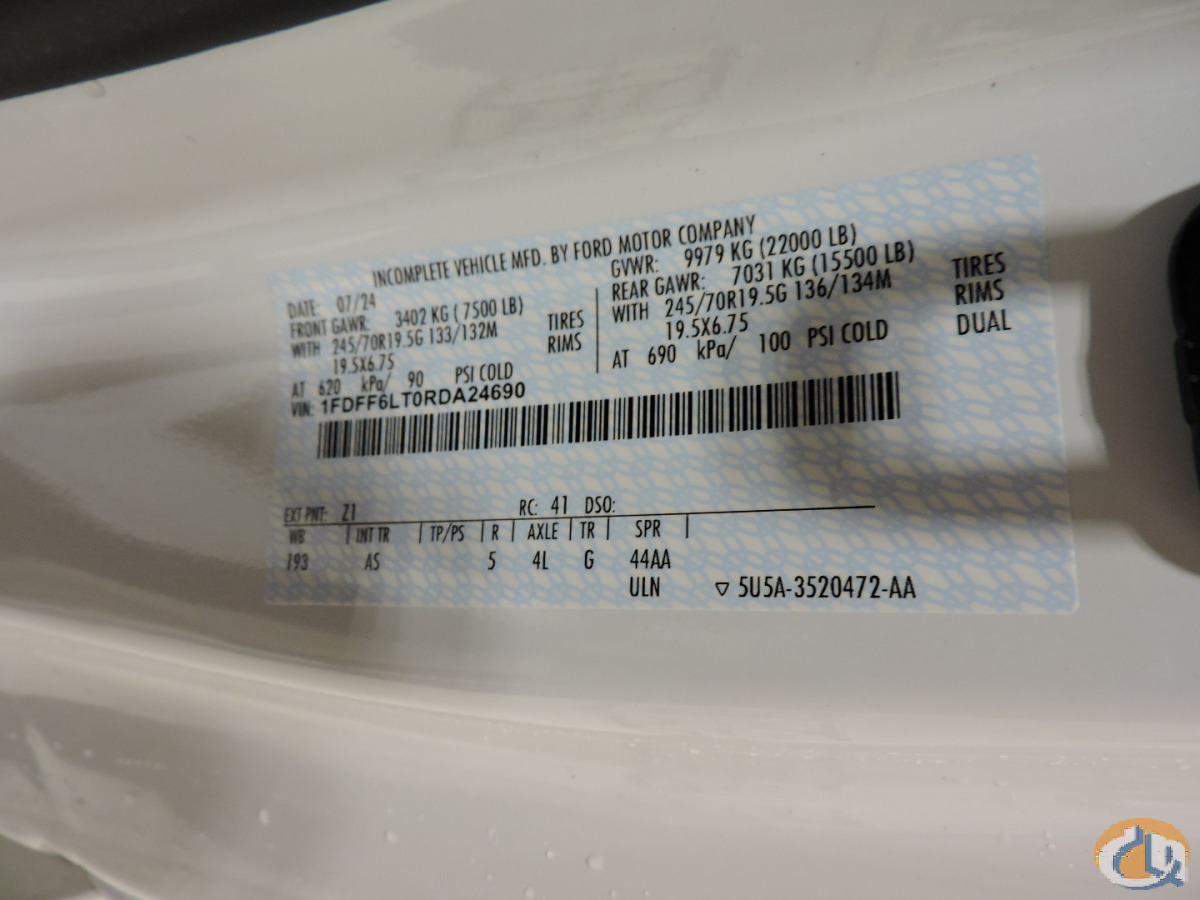 INCOMPLETE VEHICLE MFD. BY FORD MOTOR COMPANY
DATE: 07/24
FRONT GAWR: 3402 KG ( 7500 LB)
WITH 245/70R19.5G 133/132M TIRES
19.5X6.75 RIMS
AT 620 kPa/ 90 PSI COLD
GVWR: 9979 KG (22000 LB)
REAR GAWR: 7031 KG (15500 LB)
WITH 245/70R19.5G 136/134M TIRES
19.5X6.75 RIMS
AT 690 kPa/ 100 PSI COLD DUAL
VIN: 1FDFF6LT0RDA24690
EXT PNT: Z1 RC: 41 DSO:
WB | INT TR | TP/PS | R | AXLE | TR | SPR |
193 AS 5 4L G 44AA
ULN ▽ 5U5A-3520472-AA